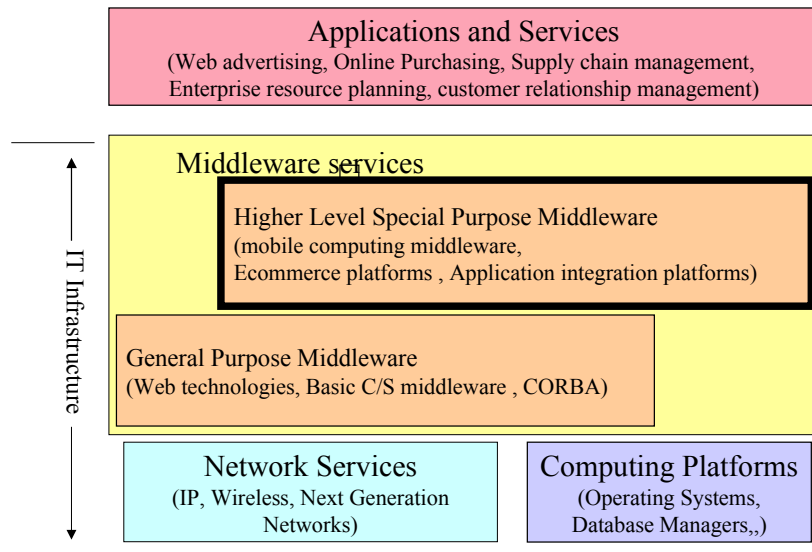 Applications and Services
(Web advertising, Online Purchasing, Supply chain management,
Enterprise resource planning, customer relationship management)
Middleware services
Higher Level Special Purpose Middleware
(mobile computing middleware,
Ecommerce platforms , Application integration platforms)
IT Infrastructure
General Purpose Middleware
(Web technologies, Basic C/S middleware , CORBA)
Network Services
(IP, Wireless, Next Generation
Networks)
Computing Platforms
(Operating Systems,
Database Managers,,)